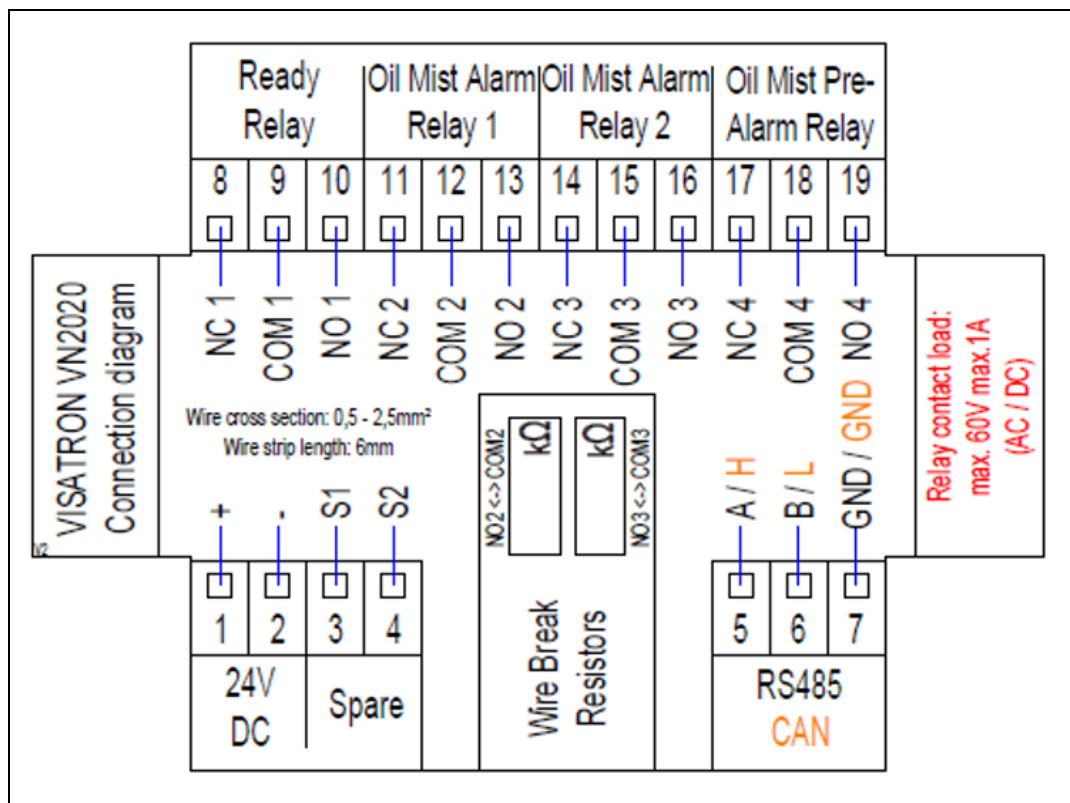 Ready Relay
Oil Mist Alarm Relay 1
Oil Mist Alarm Relay 2
Oil Mist Pre-Alarm Relay
8 9 10 11 12 13 14 15 16 17 18 19
NC 1
COM 1
NO 1
NC 2
COM 2
NO 2
NC 3
COM 3
NO 3
NC 4
COM 4
NO 4
VISATRON VN2020
Connection diagram
V2
Wire cross section: 0,5 - 2,5mm²
Wire strip length: 6mm
+
-
S1
S2
NO2 <-> COM2
kΩ
kΩ
NO3 <-> COM3
Wire Break
Resistors
A / H
B / L
GND / GND
Relay contact load:
max. 60V max.1A
(AC / DC)
1 2 3 4
5 6 7
24V
DC
Spare
RS485
CAN